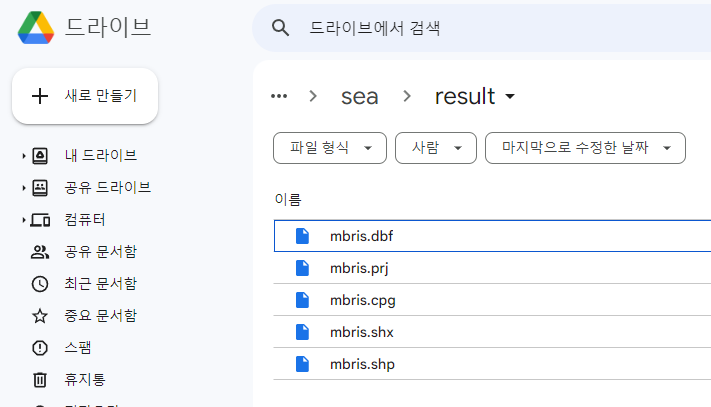 드라이브
드라이브에서 검색
새로 만들기
sea
result
파일 형식
사람
마지막으로 수정한 날짜
내 드라이브
공유 드라이브
컴퓨터
공유 문서함
최근 문서함
중요 문서함
스팸
휴지통
이름
mbris.dbf
mbris.prj
mbris.cpg
mbris.shx
mbris.shp